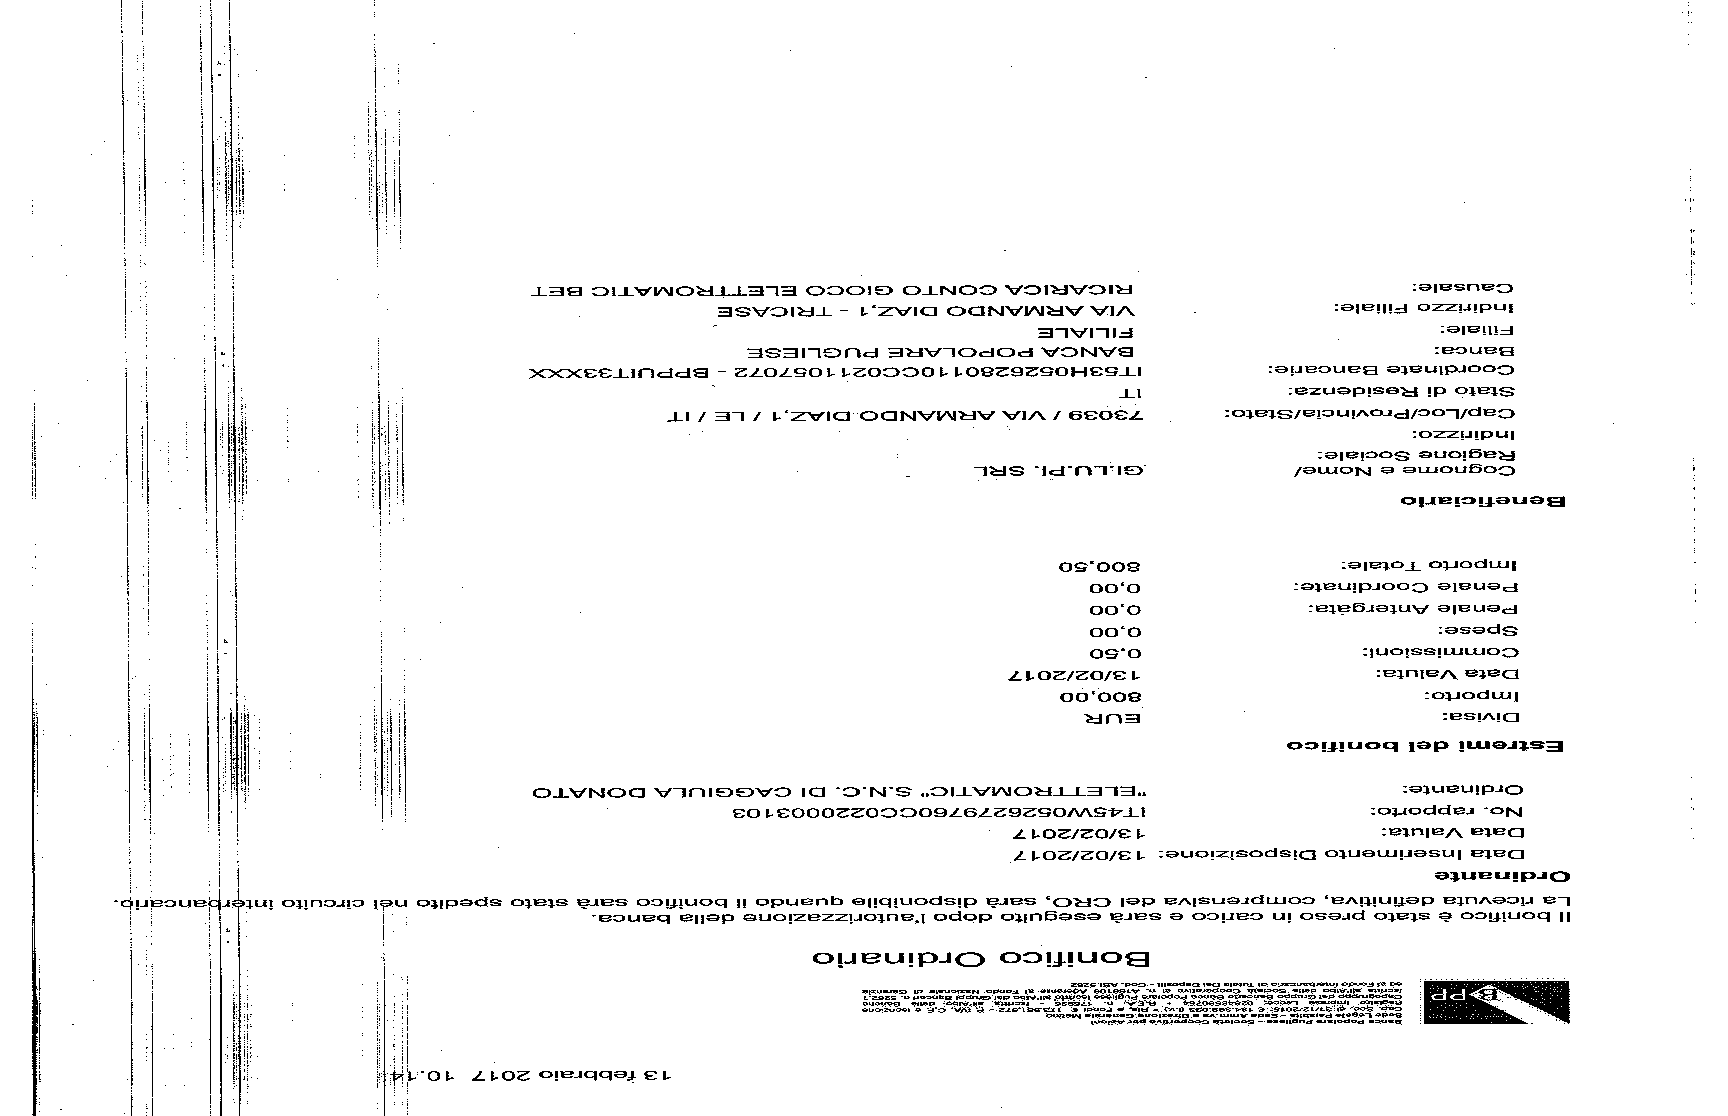 13 febbraio 2017 10.14
BPP
Banca Popolare Pugliese - Società Cooperativa per Azioni
Bonifico Ordinario
Il bonifico è stato preso in carico e sarà eseguito dopo l'autorizzazione della banca.
La ricevuta definitiva, comprensiva del CRO, sarà disponibile quando il bonifico sarà stato spedito nel circuito interbancario.
Ordinante
Data Inserimento Disposizione: 13/02/2017
Data Valuta: 13/02/2017
No. rapporto: IT45W0526279760CC0220003103
Ordinante: "ELETTROMATIC" S.N.C. DI CAGGIULA DONATO
Estremi del bonifico
Divisa: EUR
Importo: 800,00
Data Valuta: 13/02/2017
Commissioni: 0,50
Spese: 0,00
Penale Antergata: 0,00
Penale Coordinate: 0,00
Importo Totale: 800,50
Beneficiario
Cognome e Nome/
Ragione Sociale: GI.LU.PI. SRL
Indirizzo:
Cap/Loc/Provincia/Stato: 73039 / VIA ARMANDO DIAZ,1 / LE / IT
Stato di Residenza: IT
Coordinate Bancarie: IT53H0526280110CC0211057072 - BPPUIT33XXX
Banca: BANCA POPOLARE PUGLIESE
Filiale: FILIALE
Indirizzo Filiale: VIA ARMANDO DIAZ,1 - TRICASE
Causale: RICARICA CONTO GIOCO ELETTROMATIC BET